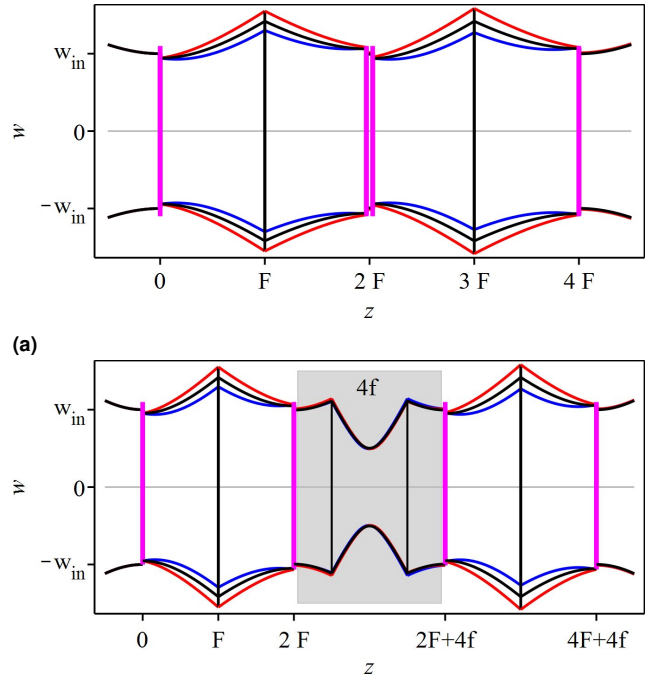 w_in
w
0
−w_in
0 F 2 F 3 F 4 F
z
(a)
4f
w_in
w
0
−w_in
0 F 2 F 2F+4f 4F+4f
z